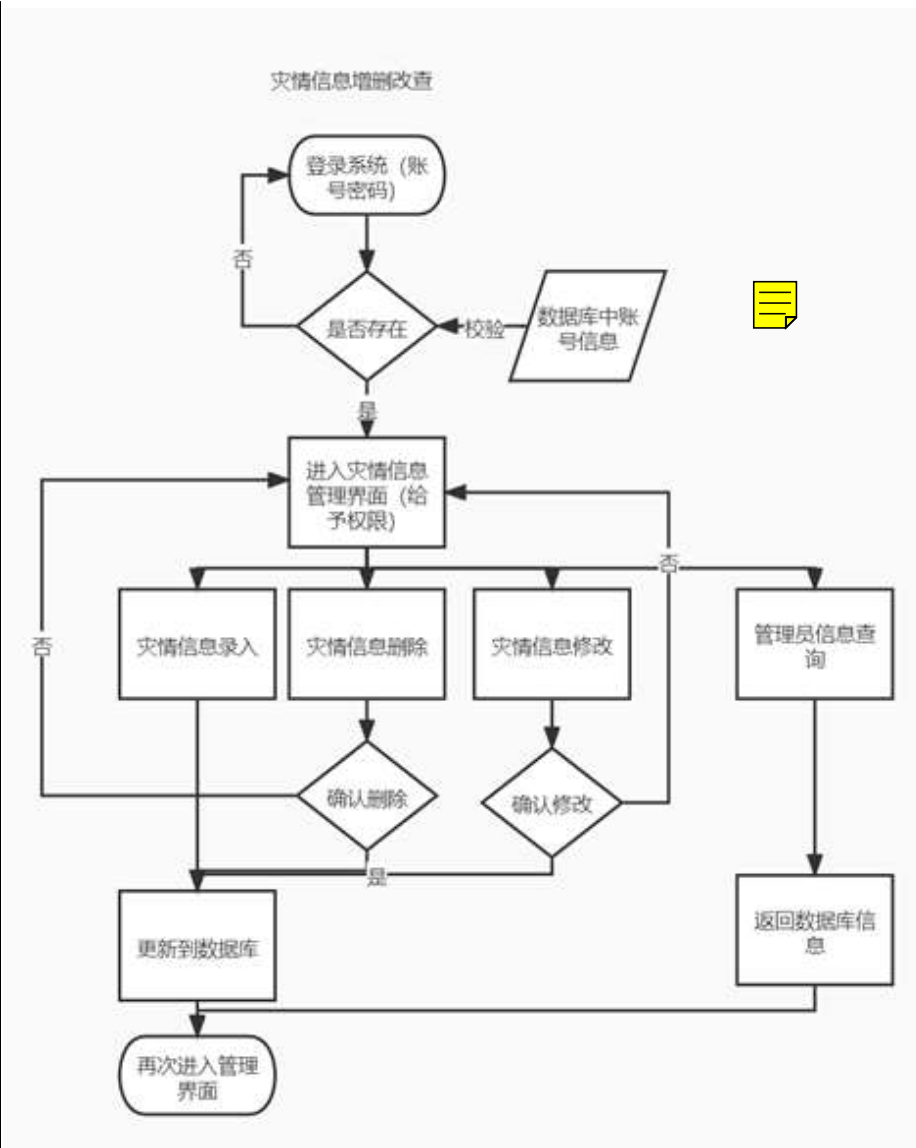 灾情信息增删改查
登录系统（账
号密码）
否
是否存在
校验
数据库中账
号信息
是
进入灾情信息
管理界面（给
予权限）
否
否
灾情信息录入
灾情信息删除
灾情信息修改
管理员信息查
询
确认删除
确认修改
是
更新到数据库
返回数据库信
息
再次进入管理
界面